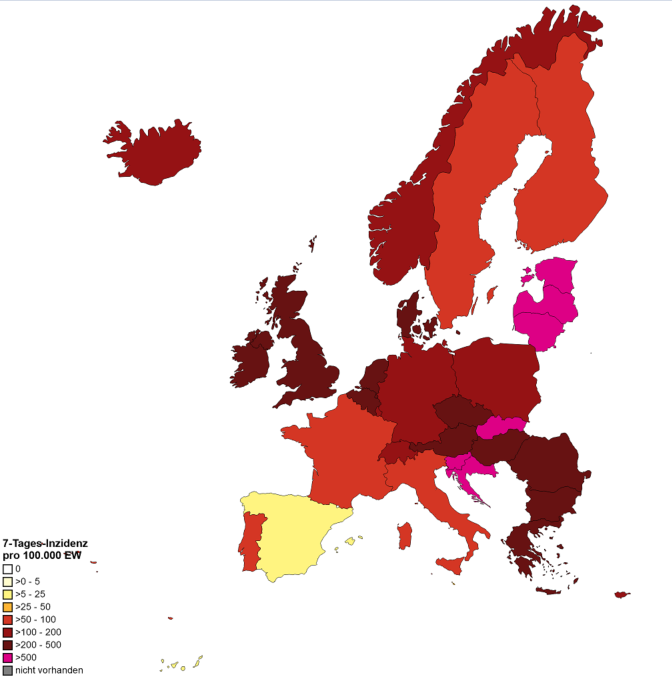 7-Tages-Inzidenz
pro 100.000 EW
0
>0 - 5
>5 - 25
>25 - 50
>50 - 100
>100 - 200
>200 - 500
>500
nicht vorhanden